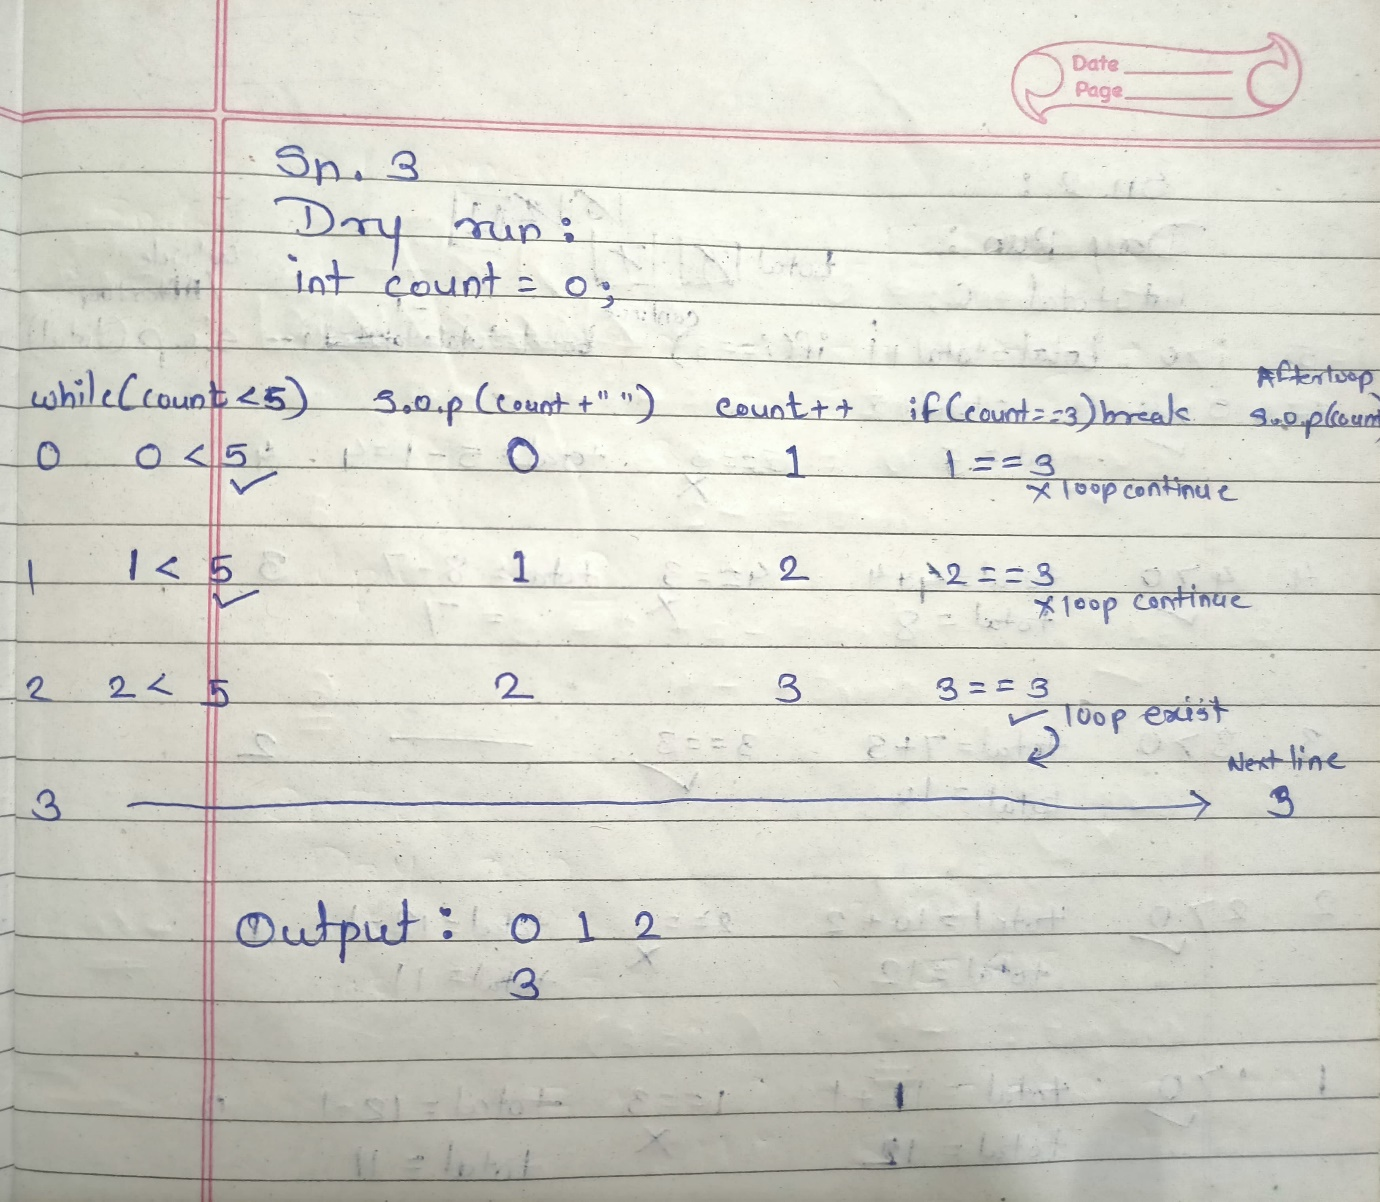 Date
Page
Sn. 3
Dry run:
int count = 0;
After loop
while(count<5) S.o.p (count+" ") count++ if(count==3)break S.o.p(count)
0 0 < 5 ✓ 0 1 1 == 3
x loop continue
1 1 < 5 ✓ 1 2 2 == 3
x loop continue
2 2 < 5 2 3 3 == 3
✓ loop exist
Next line
3 3
Output: 0 1 2
3